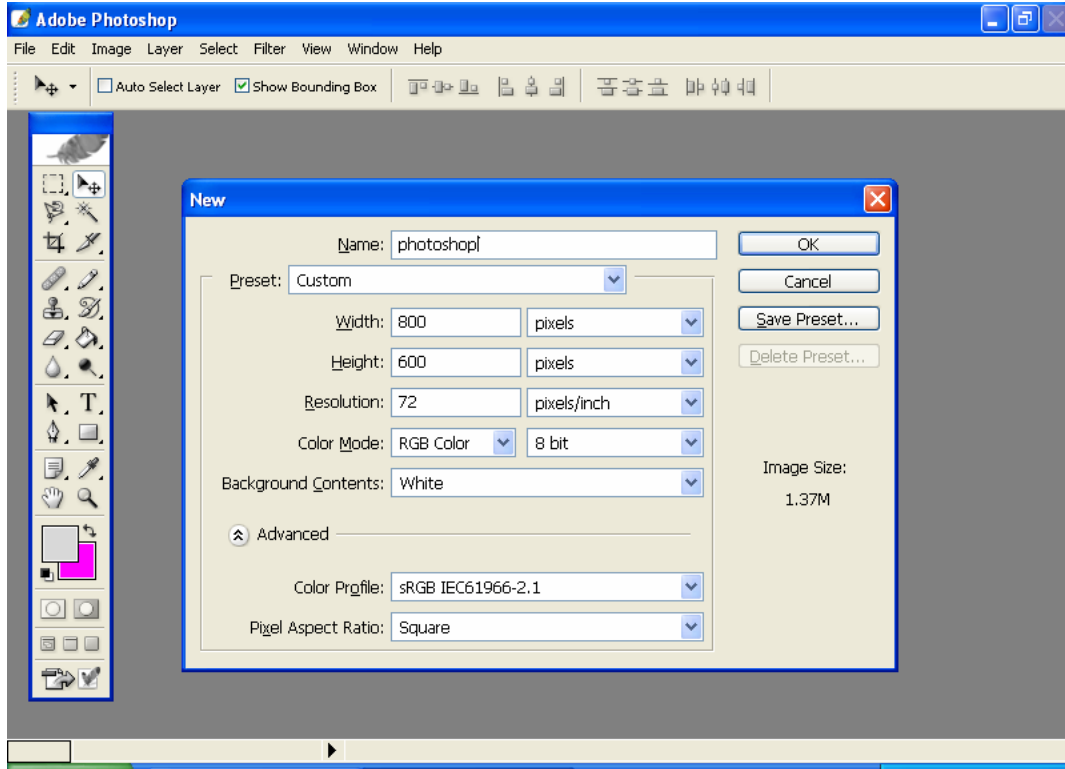 Adobe Photoshop
File Edit Image Layer Select Filter View Window Help
Auto Select Layer Show Bounding Box
New
Name: photoshop
OK
Preset: Custom
Cancel
Width: 800 pixels
Save Preset...
Height: 600 pixels
Delete Preset...
Resolution: 72 pixels/inch
Color Mode: RGB Color 8 bit
Background Contents: White
Image Size:
1.37M
Advanced
Color Profile: sRGB IEC61966-2.1
Pixel Aspect Ratio: Square
T